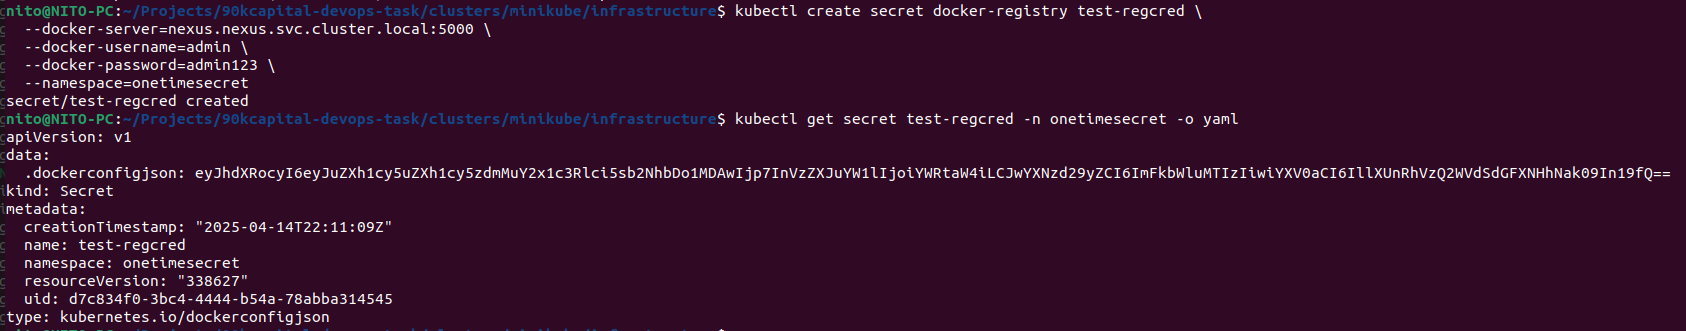 nito@NITO-PC:~/Projects/90kcapital-devops-task/clusters/minikube/infrastructure$ kubectl create secret docker-registry test-regcred \
  --docker-server=nexus.nexus.svc.cluster.local:5000 \
  --docker-username=admin \
  --docker-password=admin123 \
  --namespace=onetimesecret
secret/test-regcred created
nito@NITO-PC:~/Projects/90kcapital-devops-task/clusters/minikube/infrastructure$ kubectl get secret test-regcred -n onetimesecret -o yaml
apiVersion: v1
data:
  .dockerconfigjson: eyJhdXRocyI6eyJuZXh1cy5uZXh1cy5zdmMuY2x1c3Rlci5sb2NhbDo1MDAwIjp7InVzZXJuYW1lIjoiYWRtaW4iLCJwYXNzd29yZCI6ImFkbWluMTIzIiwiYXV0aCI6IllXUnRhVzQ2WVdSdGFXNHhNak09In19fQ==
kind: Secret
metadata:
  creationTimestamp: "2025-04-14T22:11:09Z"
  name: test-regcred
  namespace: onetimesecret
  resourceVersion: "338627"
  uid: d7c834f0-3bc4-4444-b54a-78abba314545
type: kubernetes.io/dockerconfigjson